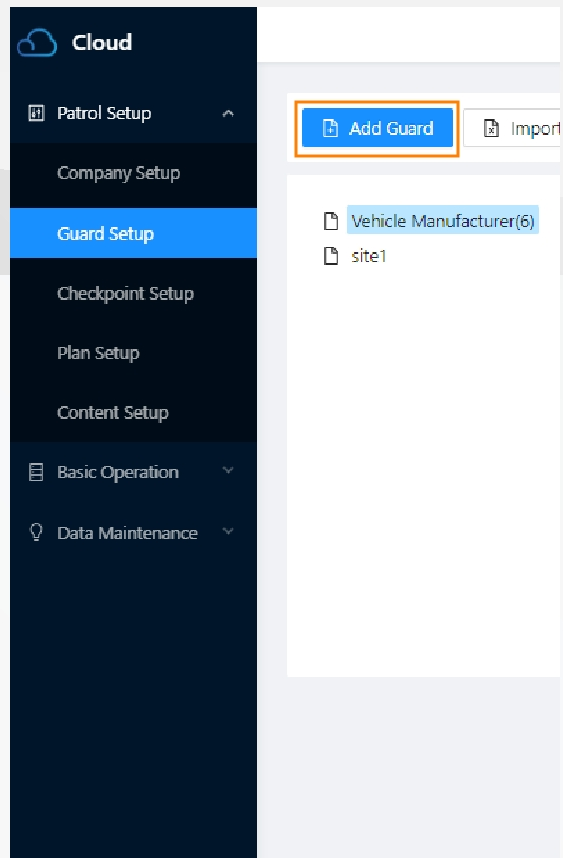 Cloud
Patrol Setup
Company Setup
Guard Setup
Checkpoint Setup
Plan Setup
Content Setup
Basic Operation
Data Maintenance
Add Guard
Import
Vehicle Manufacturer(6)
site1